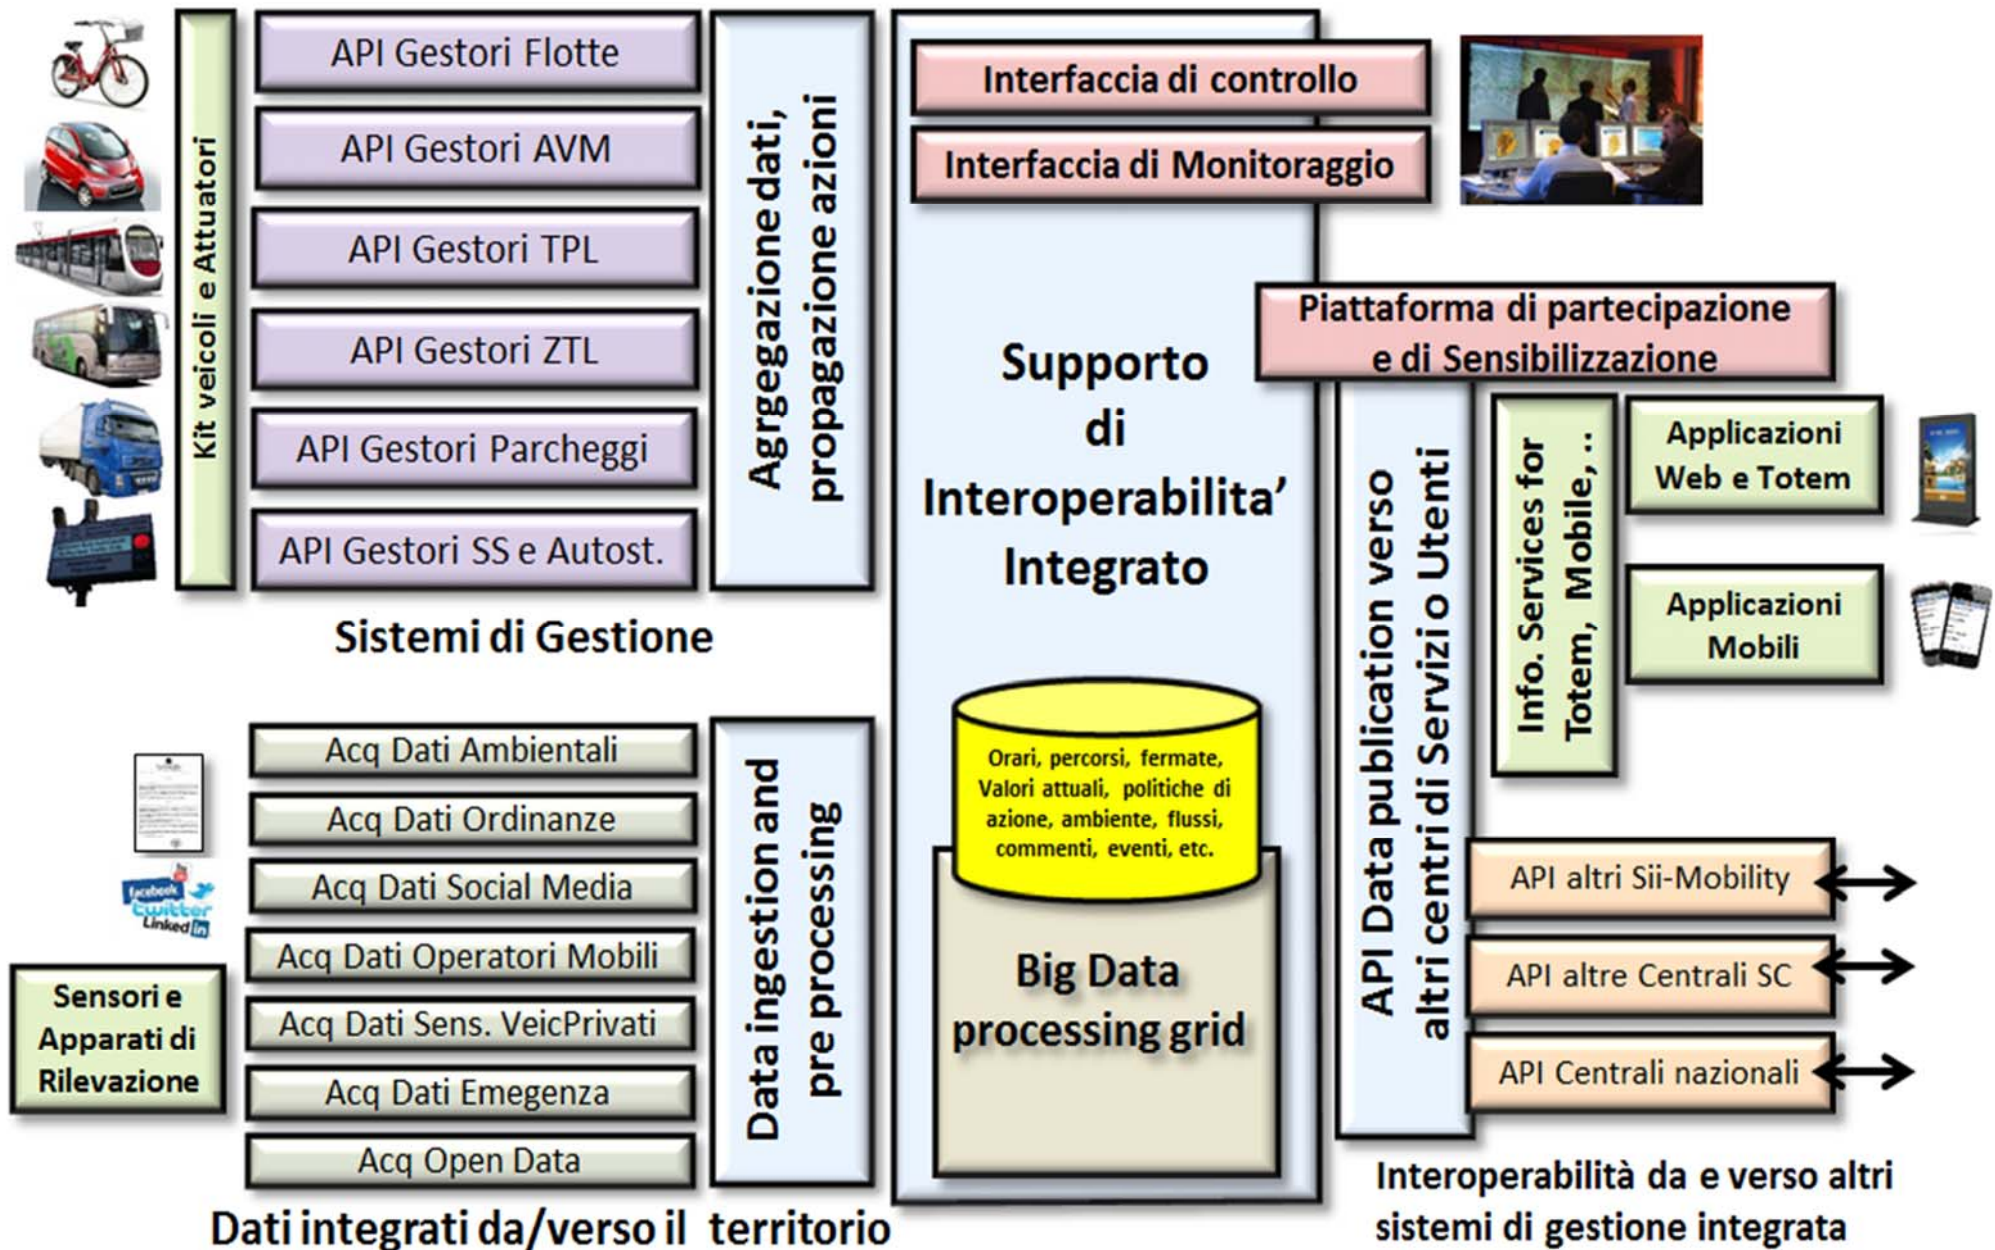 Kit veicoli e Attuatori
API Gestori Flotte
API Gestori AVM
API Gestori TPL
API Gestori ZTL
API Gestori Parcheggi
API Gestori SS e Autost.
Sistemi di Gestione
Agrgegazione dati,
propagazione azioni
Interfaccia di controllo
Interfaccia di Monitoraggio
Supporto
di
Interoperabilita’
Integrato
Piattaforma di partecipazione
e di Sensibilizzazione
API Data publication verso
altri centri di Servizi o Utenti
Info. Services for
Totem, Mobile, ..
Applicazioni
Web e Totem
Applicazioni
Mobili
Acq Dati Ambientali
Acq Dati Ordinanze
Acq Dati Social Media
Acq Dati Operatori Mobili
Acq Dati Sens. VeicPrivati
Acq Dati Emegenza
Acq Open Data
facebook
twitter
Linked in
Sensori e
Apparati di
Rilevazione
Data ingestion and
pre processing
Dati integrati da/verso il territorio
Orari, percorsi, fermate,
Valori attuali, politiche di
azione, ambiente, flussi,
commenti, eventi, etc.
Big Data
processing grid
API altri Sii-Mobility
API altre Centrali SC
API Centrali nazionali
Interoperabilità da e verso altri
sistemi di gestione integrata